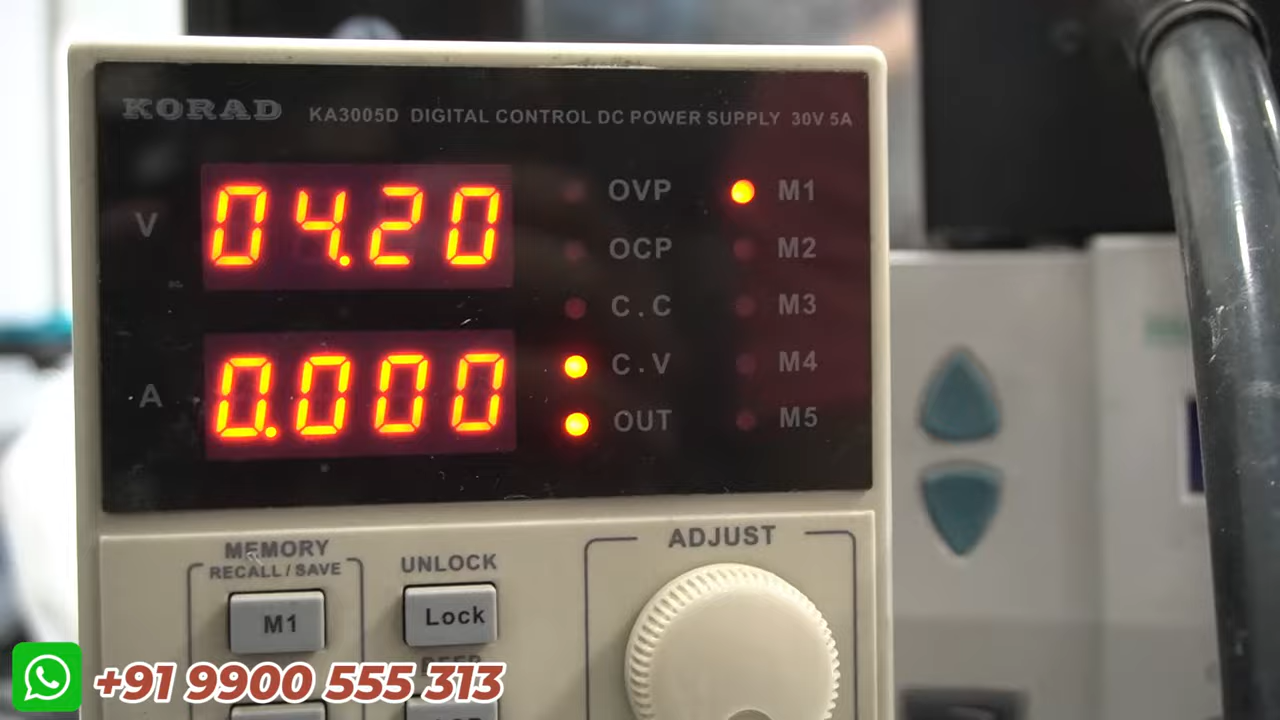 KORAD KA3005D DIGITAL CONTROL DC POWER SUPPLY 30V 5A
V 04.20
A 0.000
OVP
OCP
C.C
C.V
OUT
M1
M2
M3
M4
M5
MEMORY
RECALL / SAVE
M1
UNLOCK
Lock
BEEP
ADJUST
+91 9900 555 313